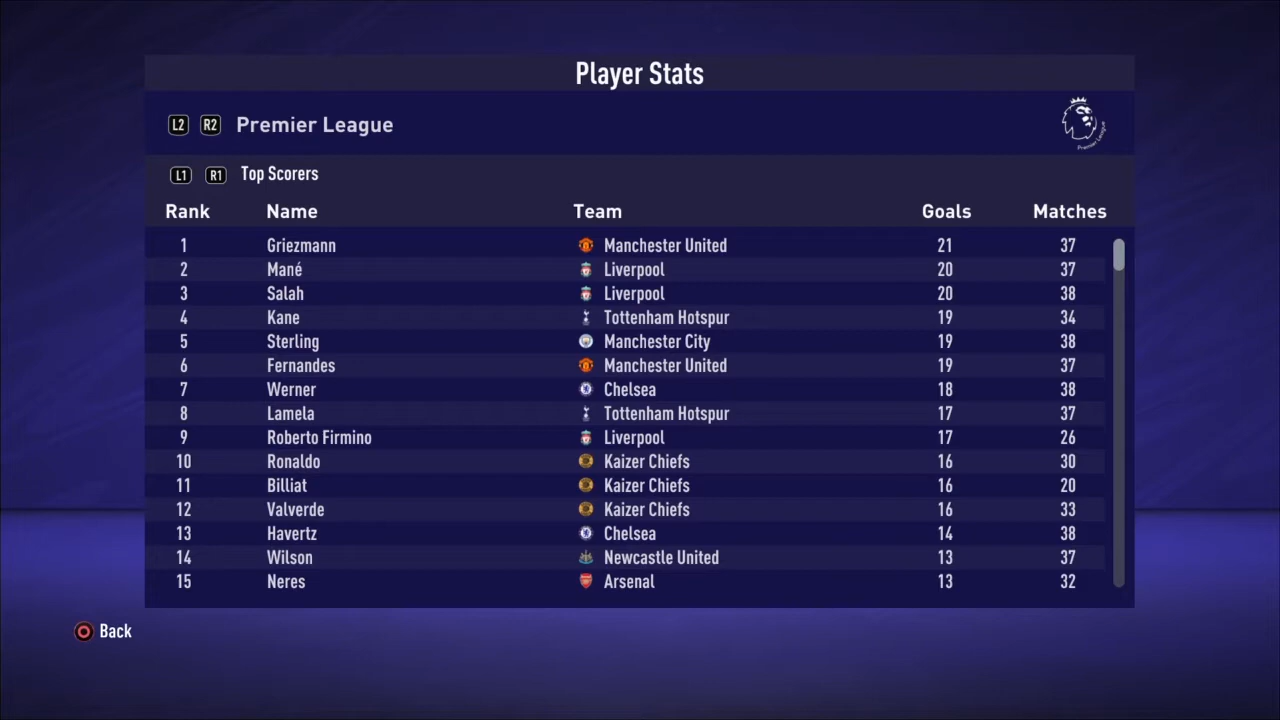 Player Stats
L2 R2 Premier League
Premier League
L1 R1 Top Scorers
Rank Name Team Goals Matches
1 Griezmann Manchester United 21 37
2 Mané Liverpool 20 37
3 Salah Liverpool 20 38
4 Kane Tottenham Hotspur 19 34
5 Sterling Manchester City 19 38
6 Fernandes Manchester United 19 37
7 Werner Chelsea 18 38
8 Lamela Tottenham Hotspur 17 37
9 Roberto Firmino Liverpool 17 26
10 Ronaldo Kaizer Chiefs 16 30
11 Billiat Kaizer Chiefs 16 20
12 Valverde Kaizer Chiefs 16 33
13 Havertz Chelsea 14 38
14 Wilson Newcastle United 13 37
15 Neres Arsenal 13 32
Back